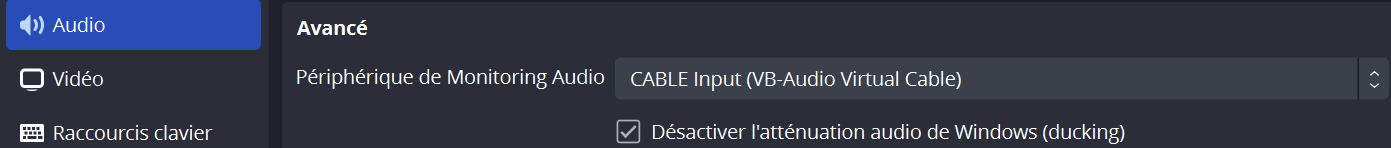 Audio
Avancé
Vidéo
Périphérique de Monitoring Audio
CABLE Input (VB-Audio Virtual Cable)
Raccourcis clavier
Désactiver l'atténuation audio de Windows (ducking)